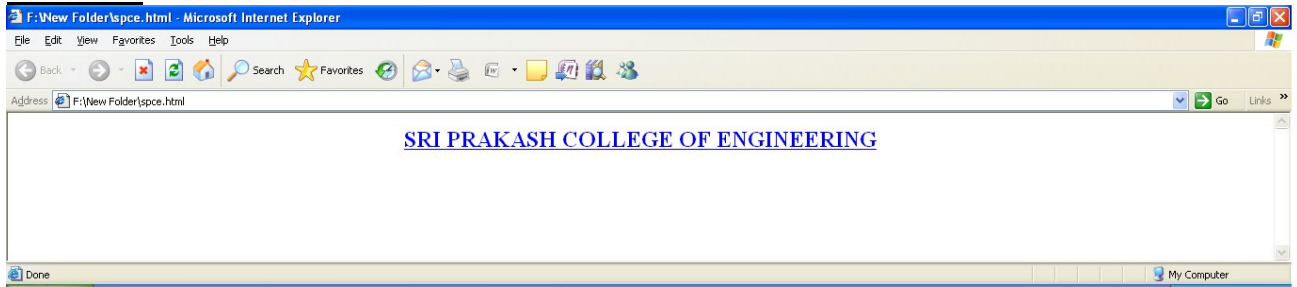 F:\New Folder\spce.html - Microsoft Internet Explorer
File Edit View Favorites Tools Help
Back Search Favorites
Address F:\New Folder\spce.html Go Links »
SRI PRAKASH COLLEGE OF ENGINEERING
Done My Computer